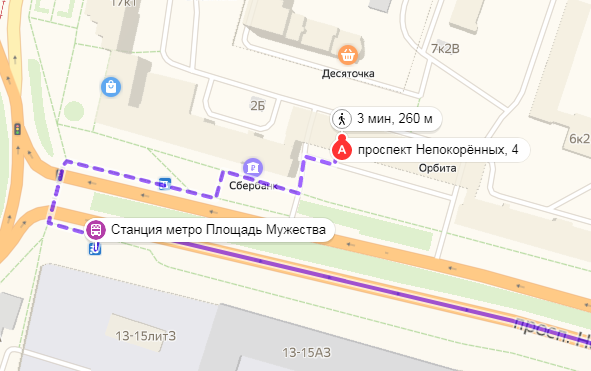 17к1
7к2В
Десяточка
2Б
3 мин, 260 м
6к2
проспект Непокорённых, 4
Орбита
Сбербанк
Станция метро Площадь Мужества
13-15литЗ
13-15АЗ
просп. Н